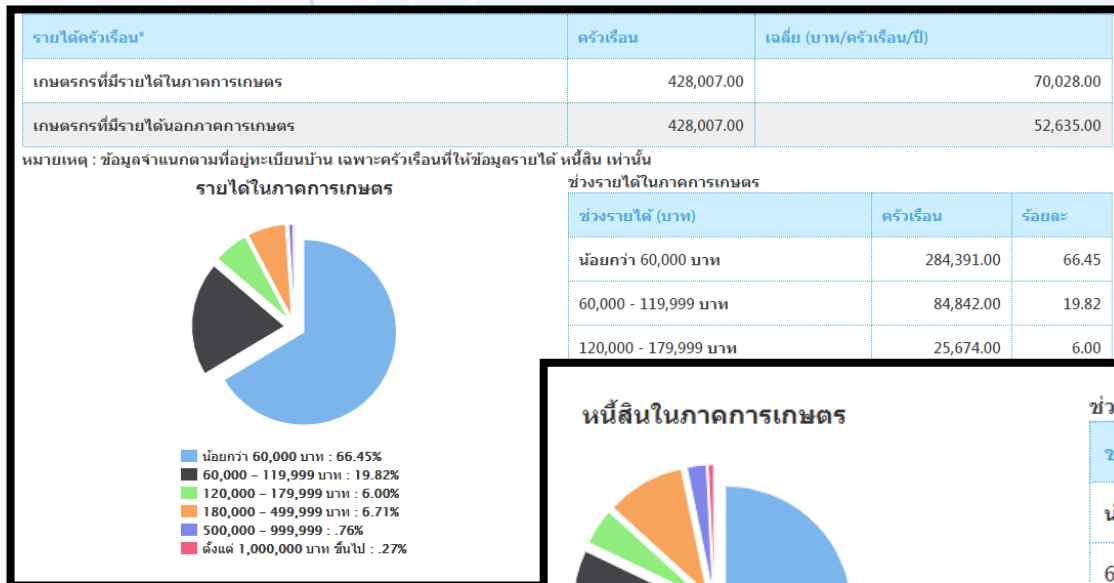 รายได้ครัวเรือน* ครัวเรือน เฉลี่ย (บาท/ครัวเรือน/ปี)
เกษตรกรที่มีรายได้ในภาคการเกษตร 428,007.00 70,028.00
เกษตรกรที่มีรายได้นอกภาคการเกษตร 428,007.00 52,635.00
หมายเหตุ : ข้อมูลจำแนกตามที่อยู่ทะเบียนบ้าน เฉพาะครัวเรือนที่ให้ข้อมูลรายได้ หนี้สิน เท่านั้น
รายได้ในภาคการเกษตร
น้อยกว่า 60,000 บาท : 66.45%
60,000 – 119,999 บาท : 19.82%
120,000 – 179,999 บาท : 6.00%
180,000 – 499,999 บาท : 6.71%
500,000 – 999,999 : .76%
ตั้งแต่ 1,000,000 บาท ขึ้นไป : .27%
ช่วงรายได้ในภาคการเกษตร
ช่วงรายได้ (บาท) ครัวเรือน ร้อยละ
น้อยกว่า 60,000 บาท 284,391.00 66.45
60,000 - 119,999 บาท 84,842.00 19.82
120,000 - 179,999 บาท 25,674.00 6.00
หนี้สินในภาคการเกษตร